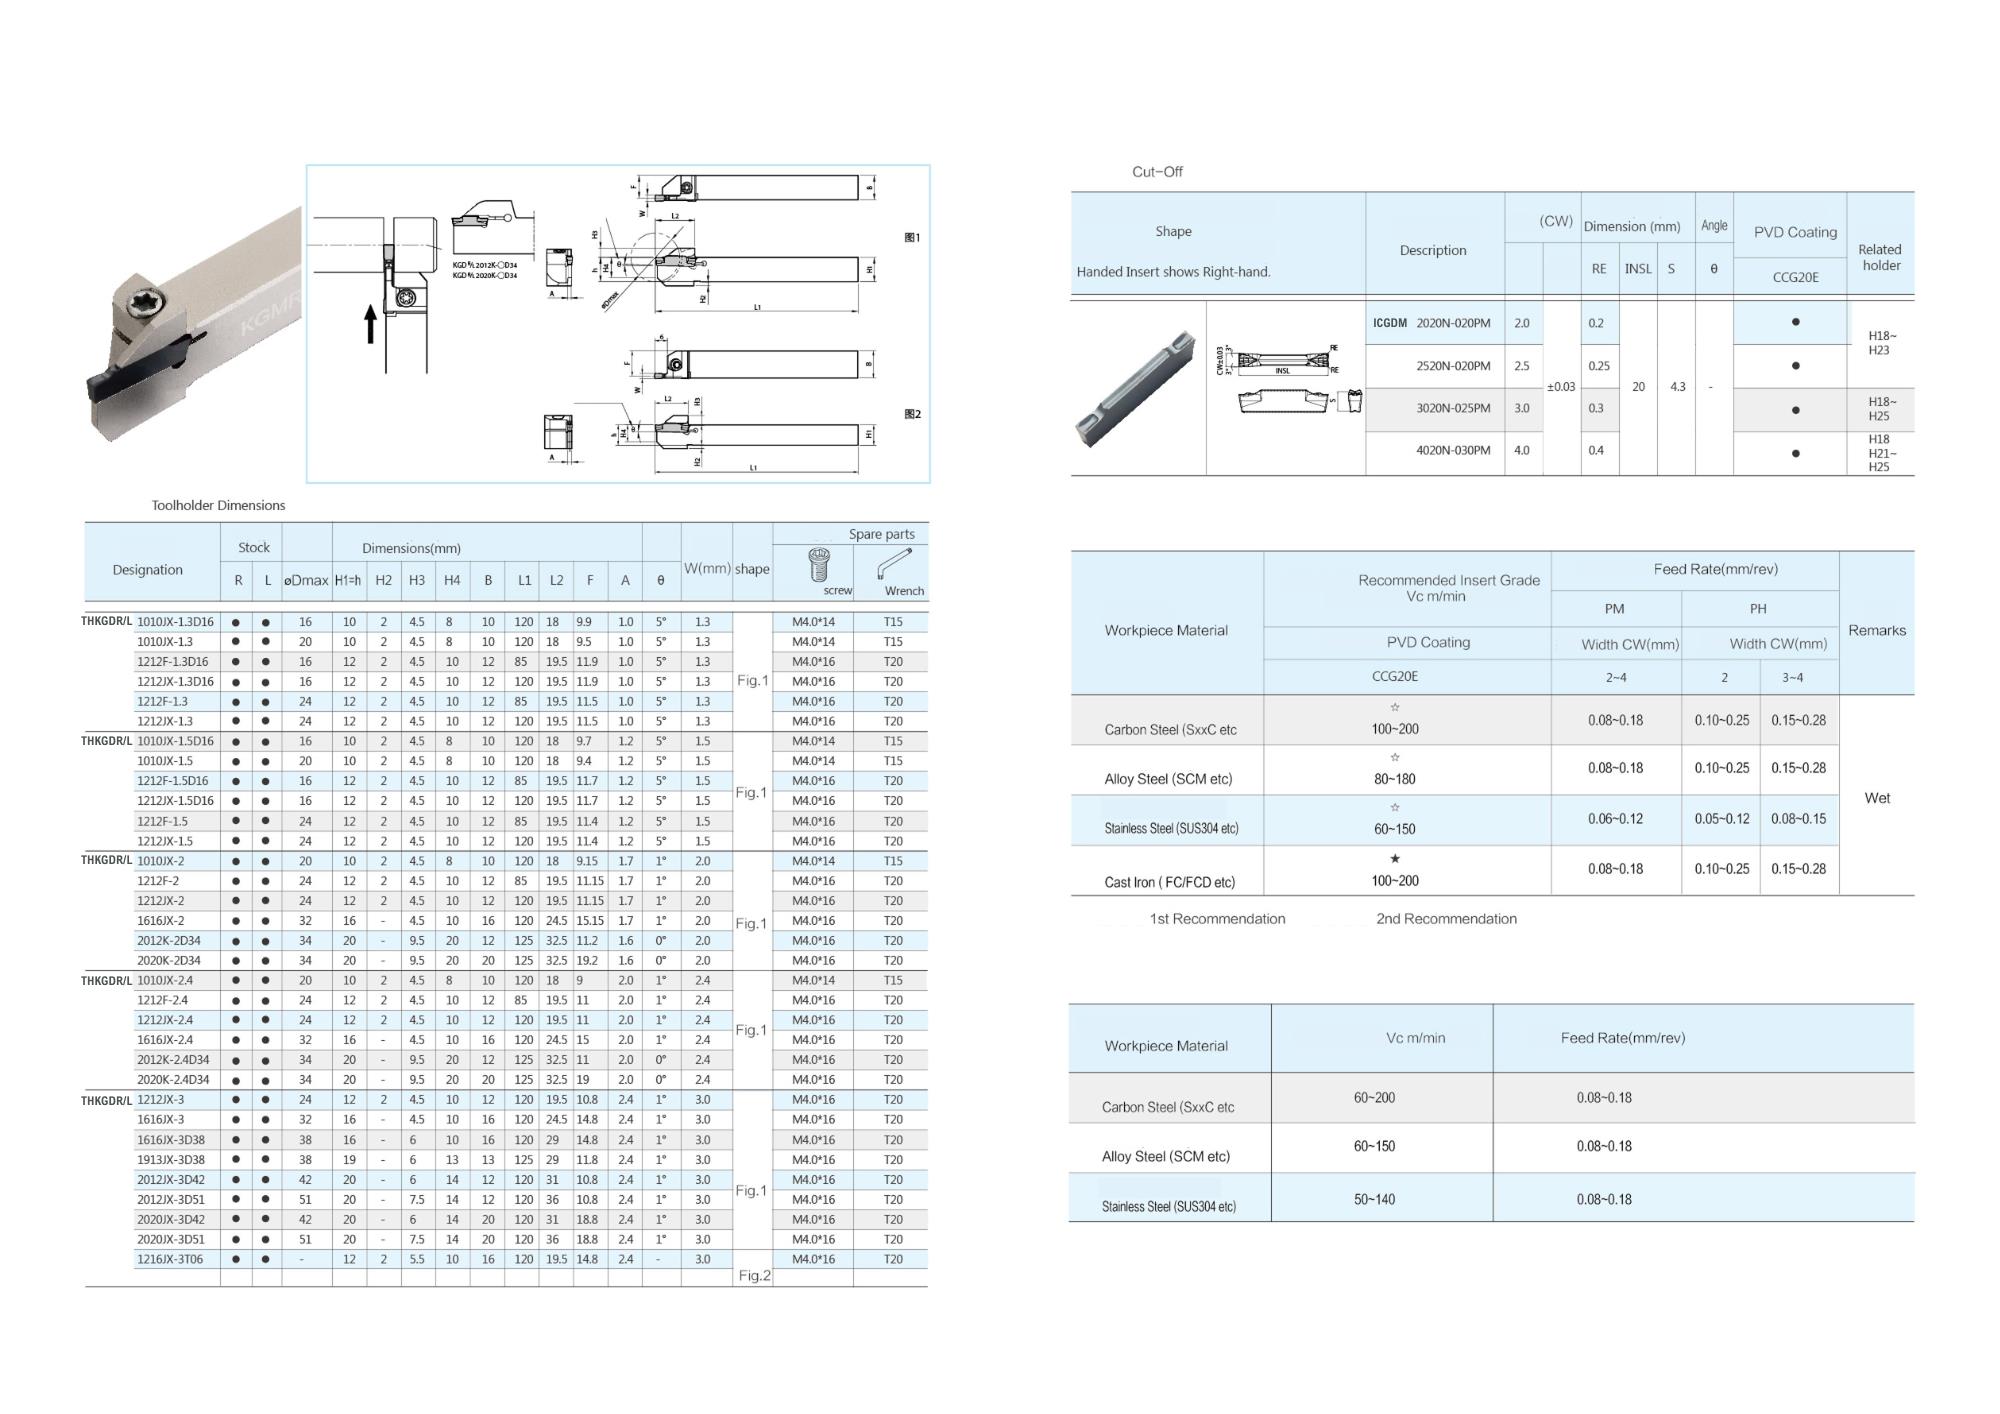 KGMR
KGD R/L 2012K-○D34
KGD R/L 2020K-○D34
F
B
W
L2
H3
h
H4
θ
øDmax
A
H2
H1
L1
图1
6
F
B
W
L2
H3
h
H4
θ
A
H2
H1
L1
图2
Toolholder Dimensions
Designation Stock Dimensions(mm) W(mm) shape Spare parts
R L øDmax H1=h H2 H3 H4 B L1 L2 F A θ screw Wrench
THKGDR/L 1010JX-1.3D16 ● ● 16 10 2 4.5 8 10 120 18 9.9 1.0 5° 1.3 M4.0*14 T15
1010JX-1.3 ● ● 20 10 2 4.5 8 10 120 18 9.5 1.0 5° 1.3 M4.0*14 T15
1212F-1.3D16 ● ● 16 12 2 4.5 10 12 85 19.5 11.9 1.0 5° 1.3 M4.0*16 T20
1212JX-1.3D16 ● ● 16 12 2 4.5 10 12 120 19.5 11.9 1.0 5° 1.3 Fig.1 M4.0*16 T20
1212F-1.3 ● ● 24 12 2 4.5 10 12 85 19.5 11.5 1.0 5° 1.3 M4.0*16 T20
1212JX-1.3 ● ● 24 12 2 4.5 10 12 120 19.5 11.5 1.0 5° 1.3 M4.0*16 T20
THKGDR/L 1010JX-1.5D16 ● ● 16 10 2 4.5 8 10 120 18 9.7 1.2 5° 1.5 M4.0*14 T15
1010JX-1.5 ● ● 20 10 2 4.5 8 10 120 18 9.4 1.2 5° 1.5 M4.0*14 T15
1212F-1.5D16 ● ● 16 12 2 4.5 10 12 85 19.5 11.7 1.2 5° 1.5 M4.0*16 T20
1212JX-1.5D16 ● ● 16 12 2 4.5 10 12 120 19.5 11.7 1.2 5° 1.5 Fig.1 M4.0*16 T20
1212F-1.5 ● ● 24 12 2 4.5 10 12 85 19.5 11.4 1.2 5° 1.5 M4.0*16 T20
1212JX-1.5 ● ● 24 12 2 4.5 10 12 120 19.5 11.4 1.2 5° 1.5 M4.0*16 T20
THKGDR/L 1010JX-2 ● ● 20 10 2 4.5 8 10 120 18 9.15 1.7 1° 2.0 M4.0*14 T15
1212F-2 ● ● 24 12 2 4.5 10 12 85 19.5 11.15 1.7 1° 2.0 M4.0*16 T20
1212JX-2 ● ● 24 12 2 4.5 10 12 120 19.5 11.15 1.7 1° 2.0 M4.0*16 T20
1616JX-2 ● ● 32 16 - 4.5 10 16 120 24.5 15.15 1.7 1° 2.0 Fig.1 M4.0*16 T20
2012K-2D34 ● ● 34 20 - 9.5 20 12 125 32.5 11.2 1.6 0° 2.0 M4.0*16 T20
2020K-2D34 ● ● 34 20 - 9.5 20 20 125 32.5 19.2 1.6 0° 2.0 M4.0*16 T20
THKGDR/L 1010JX-2.4 ● ● 20 10 2 4.5 8 10 120 18 9 2.0 1° 2.4 M4.0*14 T15
1212F-2.4 ● ● 24 12 2 4.5 10 12 85 19.5 11 2.0 1° 2.4 M4.0*16 T20
1212JX-2.4 ● ● 24 12 2 4.5 10 12 120 19.5 11 2.0 1° 2.4 Fig.1 M4.0*16 T20
1616JX-2.4 ● ● 32 16 - 4.5 10 16 120 24.5 15 2.0 1° 2.4 M4.0*16 T20
2012K-2.4D34 ● ● 34 20 - 9.5 20 12 125 32.5 11 2.0 0° 2.4 M4.0*16 T20
2020K-2.4D34 ● ● 34 20 - 9.5 20 20 125 32.5 19 2.0 0° 2.4 M4.0*16 T20
THKGDR/L 1212JX-3 ● ● 24 12 2 4.5 10 12 120 19.5 10.8 2.4 1° 3.0 M4.0*16 T20
1616JX-3 ● ● 32 16 - 4.5 10 16 120 24.5 14.8 2.4 1° 3.0 M4.0*16 T20
1616JX-3D38 ● ● 38 16 - 6 10 16 120 29 14.8 2.4 1° 3.0 M4.0*16 T20
1913JX-3D38 ● ● 38 19 - 6 13 13 125 29 11.8 2.4 1° 3.0 M4.0*16 T20
2012JX-3D42 ● ● 42 20 - 6 14 12 120 31 10.8 2.4 1° 3.0 M4.0*16 T20
2012JX-3D51 ● ● 51 20 - 7.5 14 12 120 36 10.8 2.4 1° 3.0 Fig.1 M4.0*16 T20
2020JX-3D42 ● ● 42 20 - 6 14 20 120 31 18.8 2.4 1° 3.0 M4.0*16 T20
2020JX-3D51 ● ● 51 20 - 7.5 14 20 120 36 18.8 2.4 1° 3.0 M4.0*16 T20
1216JX-3T06 ● ● - 12 2 5.5 10 16 120 19.5 14.8 2.4 - 3.0 M4.0*16 T20
Fig.2
Cut-Off
Shape Description (CW) Dimension (mm) Angle PVD Coating Related holder
Handed Insert shows Right-hand. RE INSL S θ CCG20E
CW±0.03
3°
3°
RE
RE
INSL
S
ICGDM 2020N-020PM 2.0 0.2 ●
H18~
H23
2520N-020PM 2.5 0.25 ●
±0.03 20 4.3 -
3020N-025PM 3.0 0.3 ●
H18~
H25
4020N-030PM 4.0 0.4 ●
H18
H21~
H25
Workpiece Material Recommended Insert Grade Feed Rate(mm/rev) Remarks
Vc m/min PM PH
PVD Coating Width CW(mm) Width CW(mm)
CCG20E 2~4 2 3~4
Carbon Steel (SxxC etc ☆ 100~200 0.08~0.18 0.10~0.25 0.15~0.28
Alloy Steel (SCM etc) ☆ 80~180 0.08~0.18 0.10~0.25 0.15~0.28
Wet
Stainless Steel (SUS304 etc) ☆ 60~150 0.06~0.12 0.05~0.12 0.08~0.15
Cast Iron ( FC/FCD etc) ★ 100~200 0.08~0.18 0.10~0.25 0.15~0.28
1st Recommendation 2nd Recommendation
Workpiece Material Vc m/min Feed Rate(mm/rev)
Carbon Steel (SxxC etc 60~200 0.08~0.18
Alloy Steel (SCM etc) 60~150 0.08~0.18
Stainless Steel (SUS304 etc) 50~140 0.08~0.18